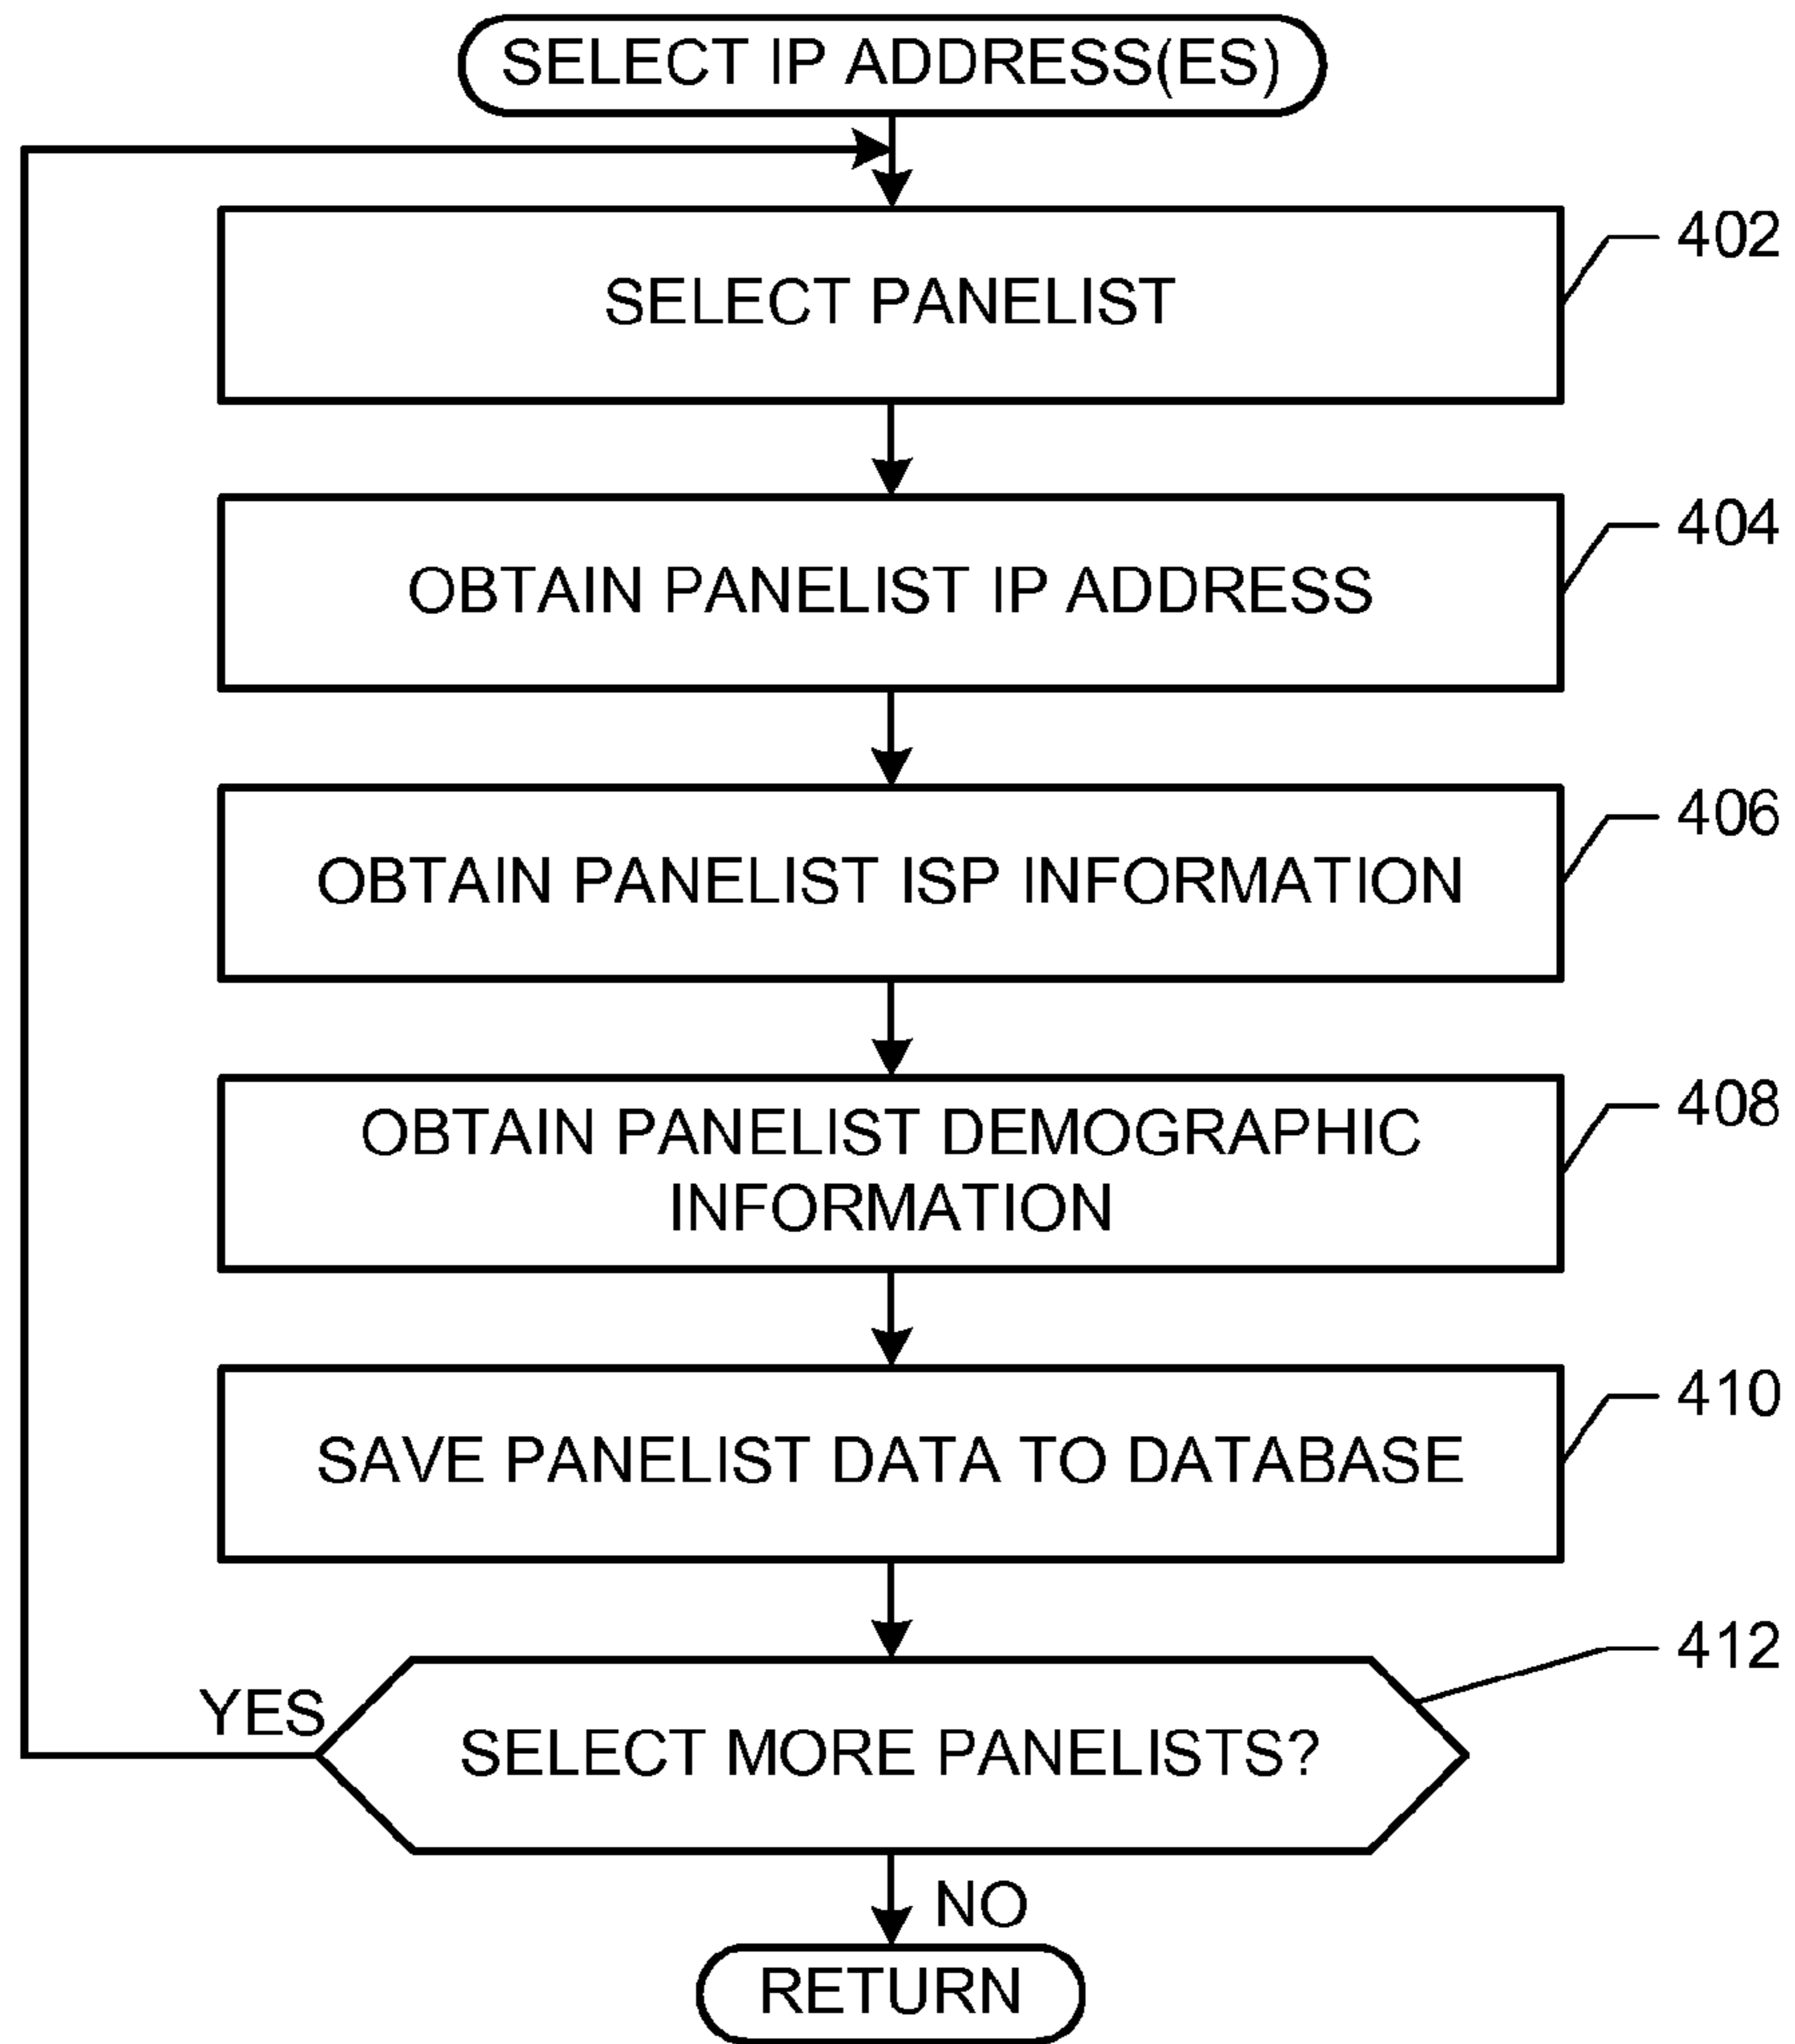 SELECT IP ADDRESS(ES)
402
SELECT PANELIST
404
OBTAIN PANELIST IP ADDRESS
406
OBTAIN PANELIST ISP INFORMATION
408
OBTAIN PANELIST DEMOGRAPHIC
INFORMATION
410
SAVE PANELIST DATA TO DATABASE
412
YES
SELECT MORE PANELISTS?
NO
RETURN